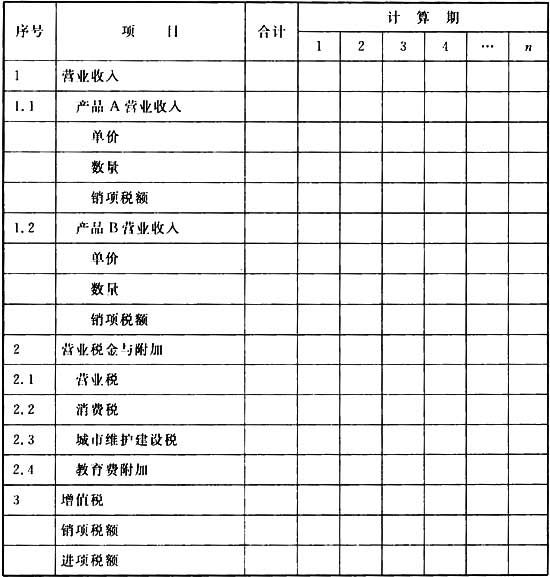 序号 项 目 合计 计 算 期
1 2 3 4 … n
1 营业收入
1.1 产品 A 营业收入
单价
数量
销项税额
1.2 产品 B 营业收入
单价
数量
销项税额
2 营业税金与附加
2.1 营业税
2.2 消费税
2.3 城市维护建设税
2.4 教育费附加
3 增值税
销项税额
进项税额